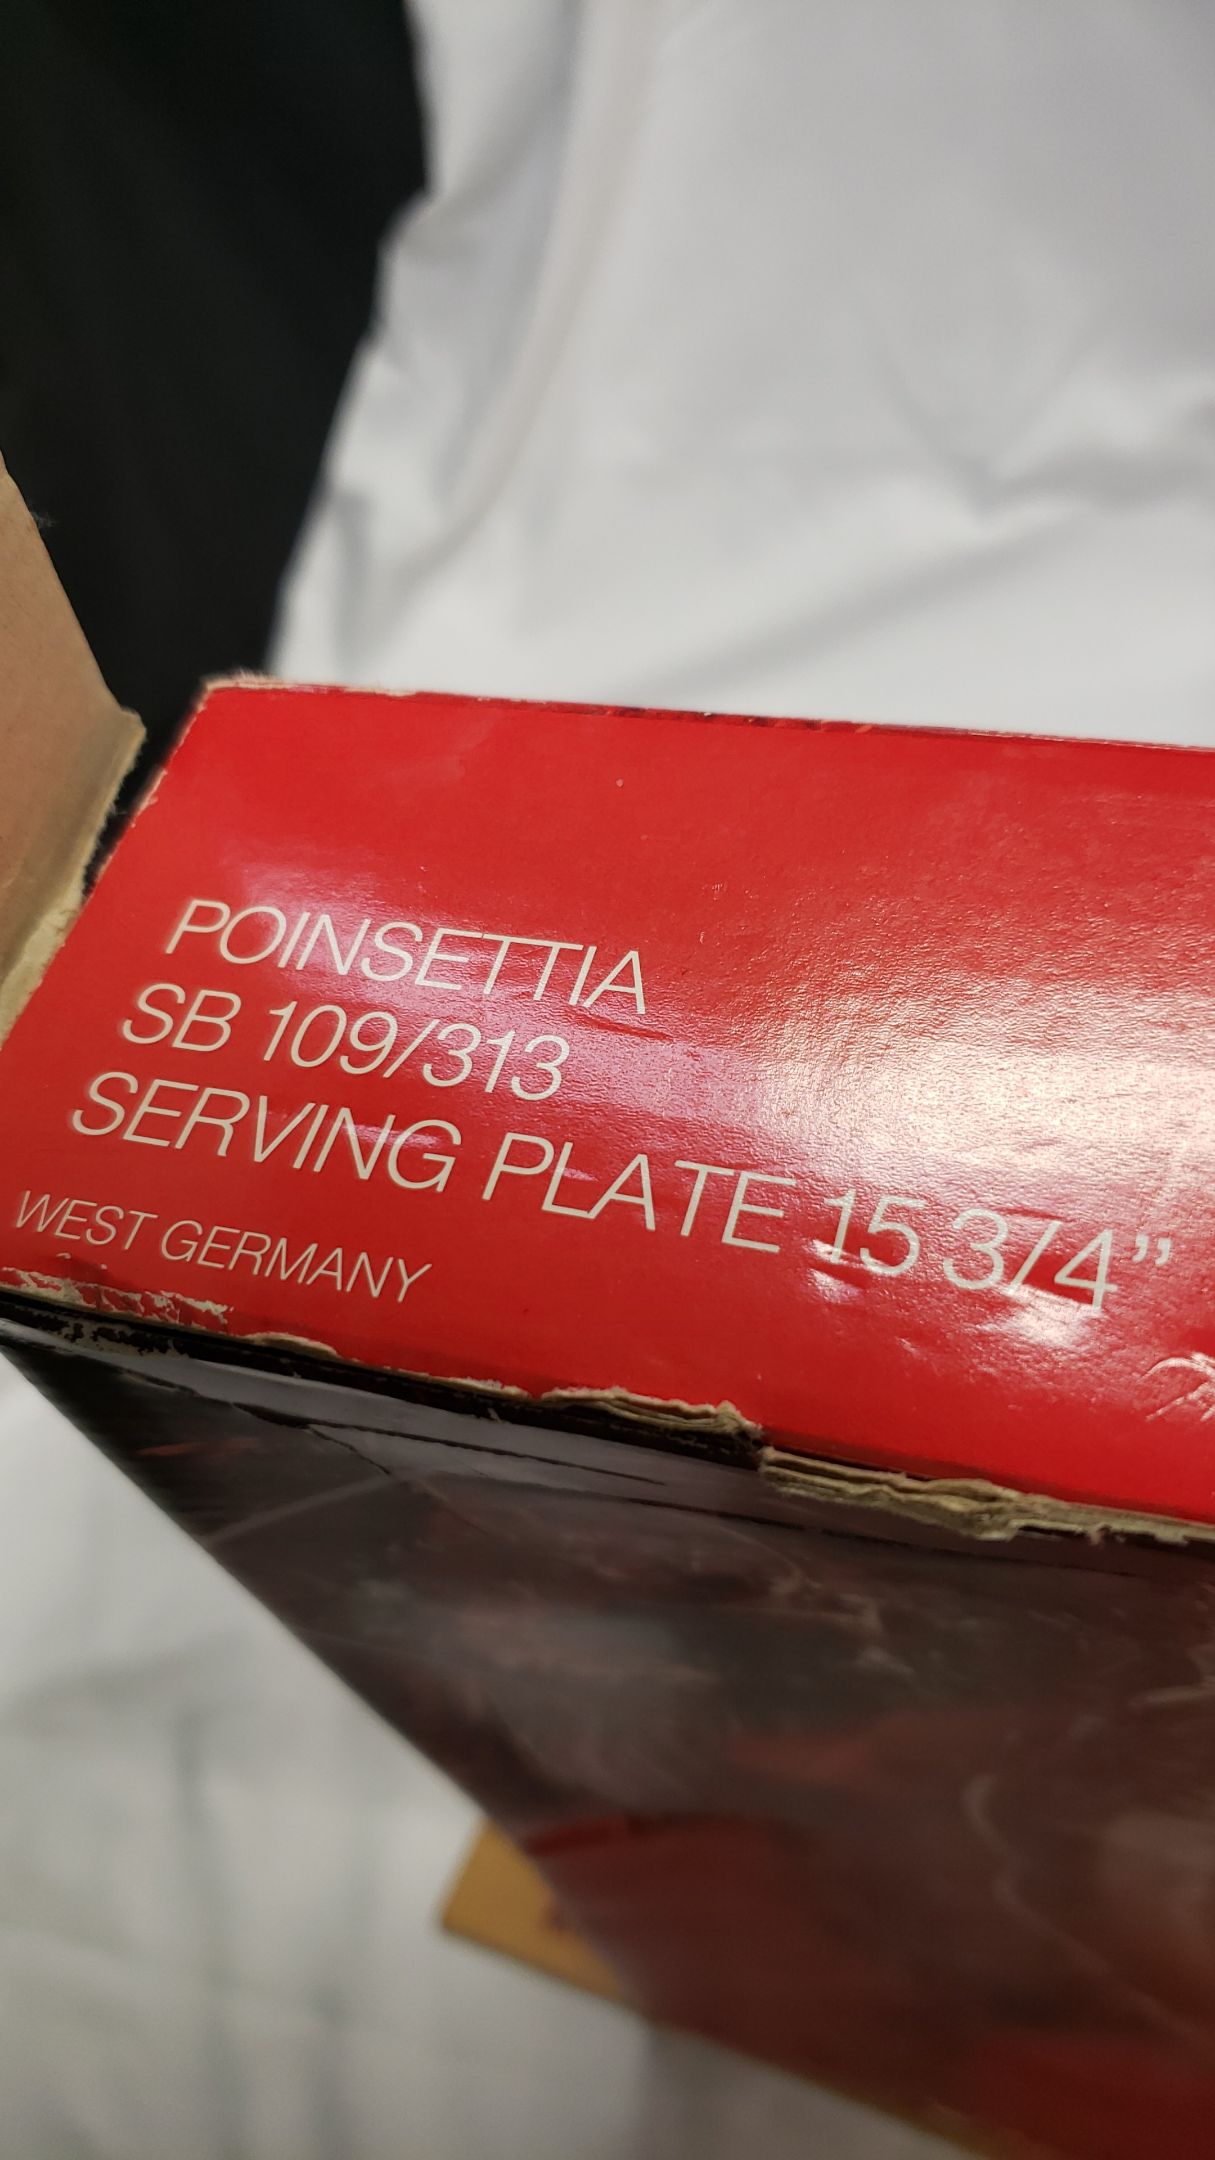 POINSETTIA
SB 109/313
SERVING PLATE 15 3/4”
WEST GERMANY